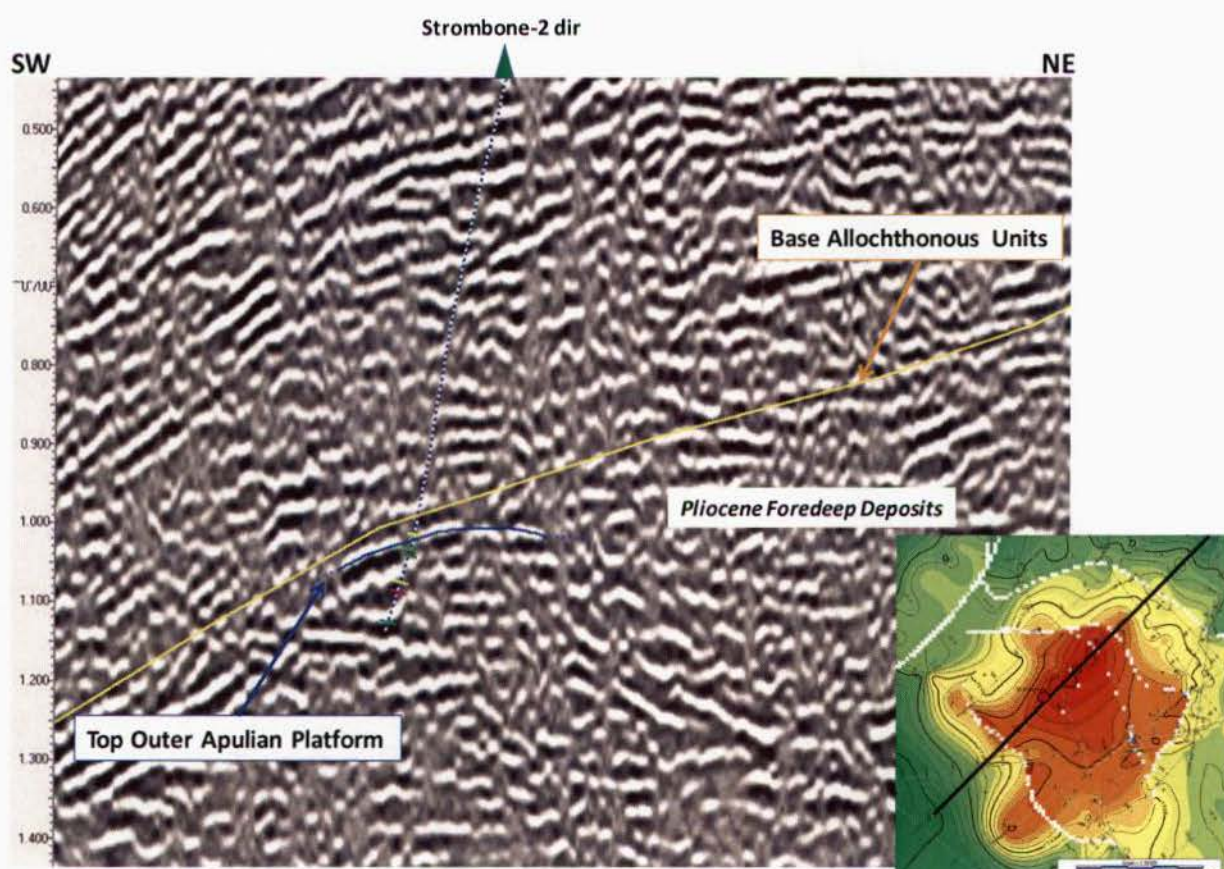 Strombone-2 dir
SW
NE
0.500
0.600
Base Allochthonous Units
0.800
0.900
1.000
Pliocene Foredeep Deposits
1.100
1.200
Top Outer Apulian Platform
1.300
1.400